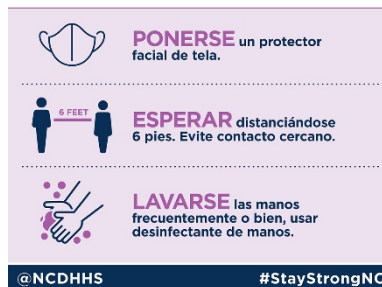 PONERSE un protector
facial de tela.
6 FEET
ESPERAR distanciándose
6 pies. Evite contacto cercano.
LAVARSE las manos
frecuentemente o bien, usar
desinfectante de manos.
@NCDHHS #StayStrongNC